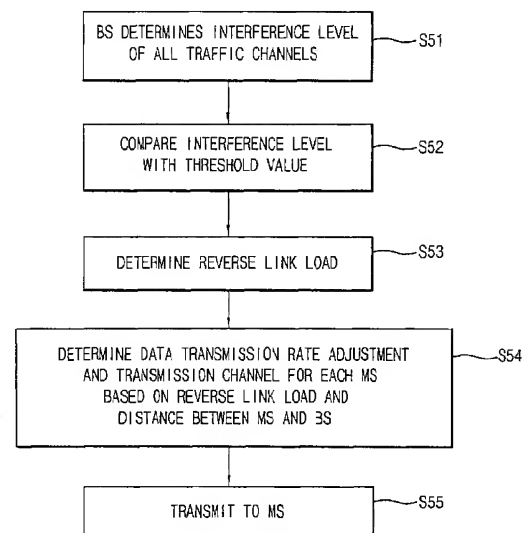 BS DETERMINES INTERFERENCE LEVEL
OF ALL TRAFFIC CHANNELS
S51
COMPARE INTERFERENCE LEVEL
WITH THRESHOLD VALUE
S52
DETERMINE REVERSE LINK LOAD
S53
DETERMINE DATA TRANSMISSION RATE ADJUSTMENT
AND TRANSMISSION CHANNEL FOR EACH MS
BASED ON REVERSE LINK LOAD AND
DISTANCE BETWEEN MS AND BS
S54
TRANSMIT TO MS
S55